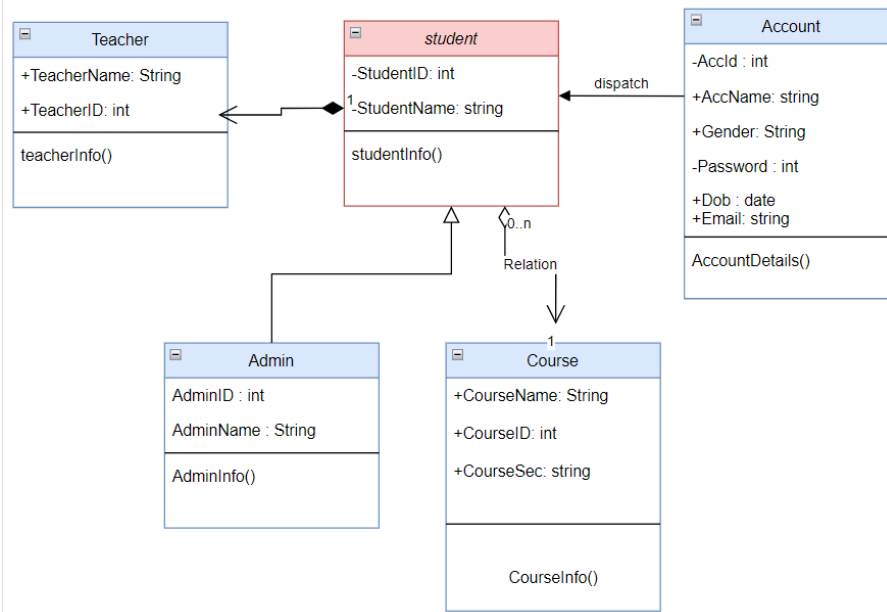 Teacher
+TeacherName: String
+TeacherID: int
teacherInfo()
student
-StudentID: int
1
-StudentName: string
studentInfo()
dispatch
Account
-AccId : int
+AccName: string
+Gender: String
-Password : int
+Dob : date
+Email: string
AccountDetails()
0..n
Relation
1
Admin
AdminID : int
AdminName : String
AdminInfo()
Course
+CourseName: String
+CourseID: int
+CourseSec: string
CourseInfo()